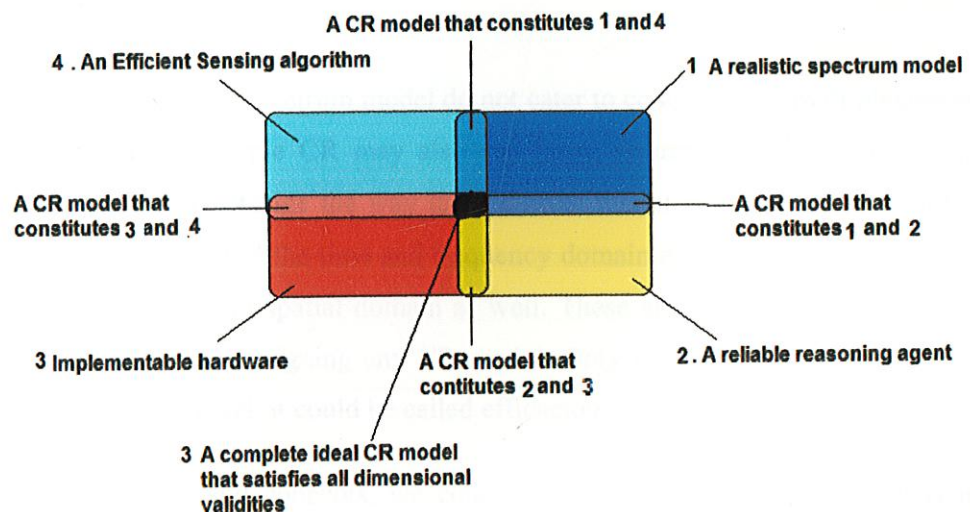 A CR model that constitutes 1 and 4
4 . An Efficient Sensing algorithm
1 A realistic spectrum model
A CR model that
constitutes 3 and 4
A CR model that
constitutes 1 and 2
3 Implementable hardware
A CR model that
contitutes 2 and 3
2. A reliable reasoning agent
3 A complete ideal CR model
that satisfies all dimensional
validities